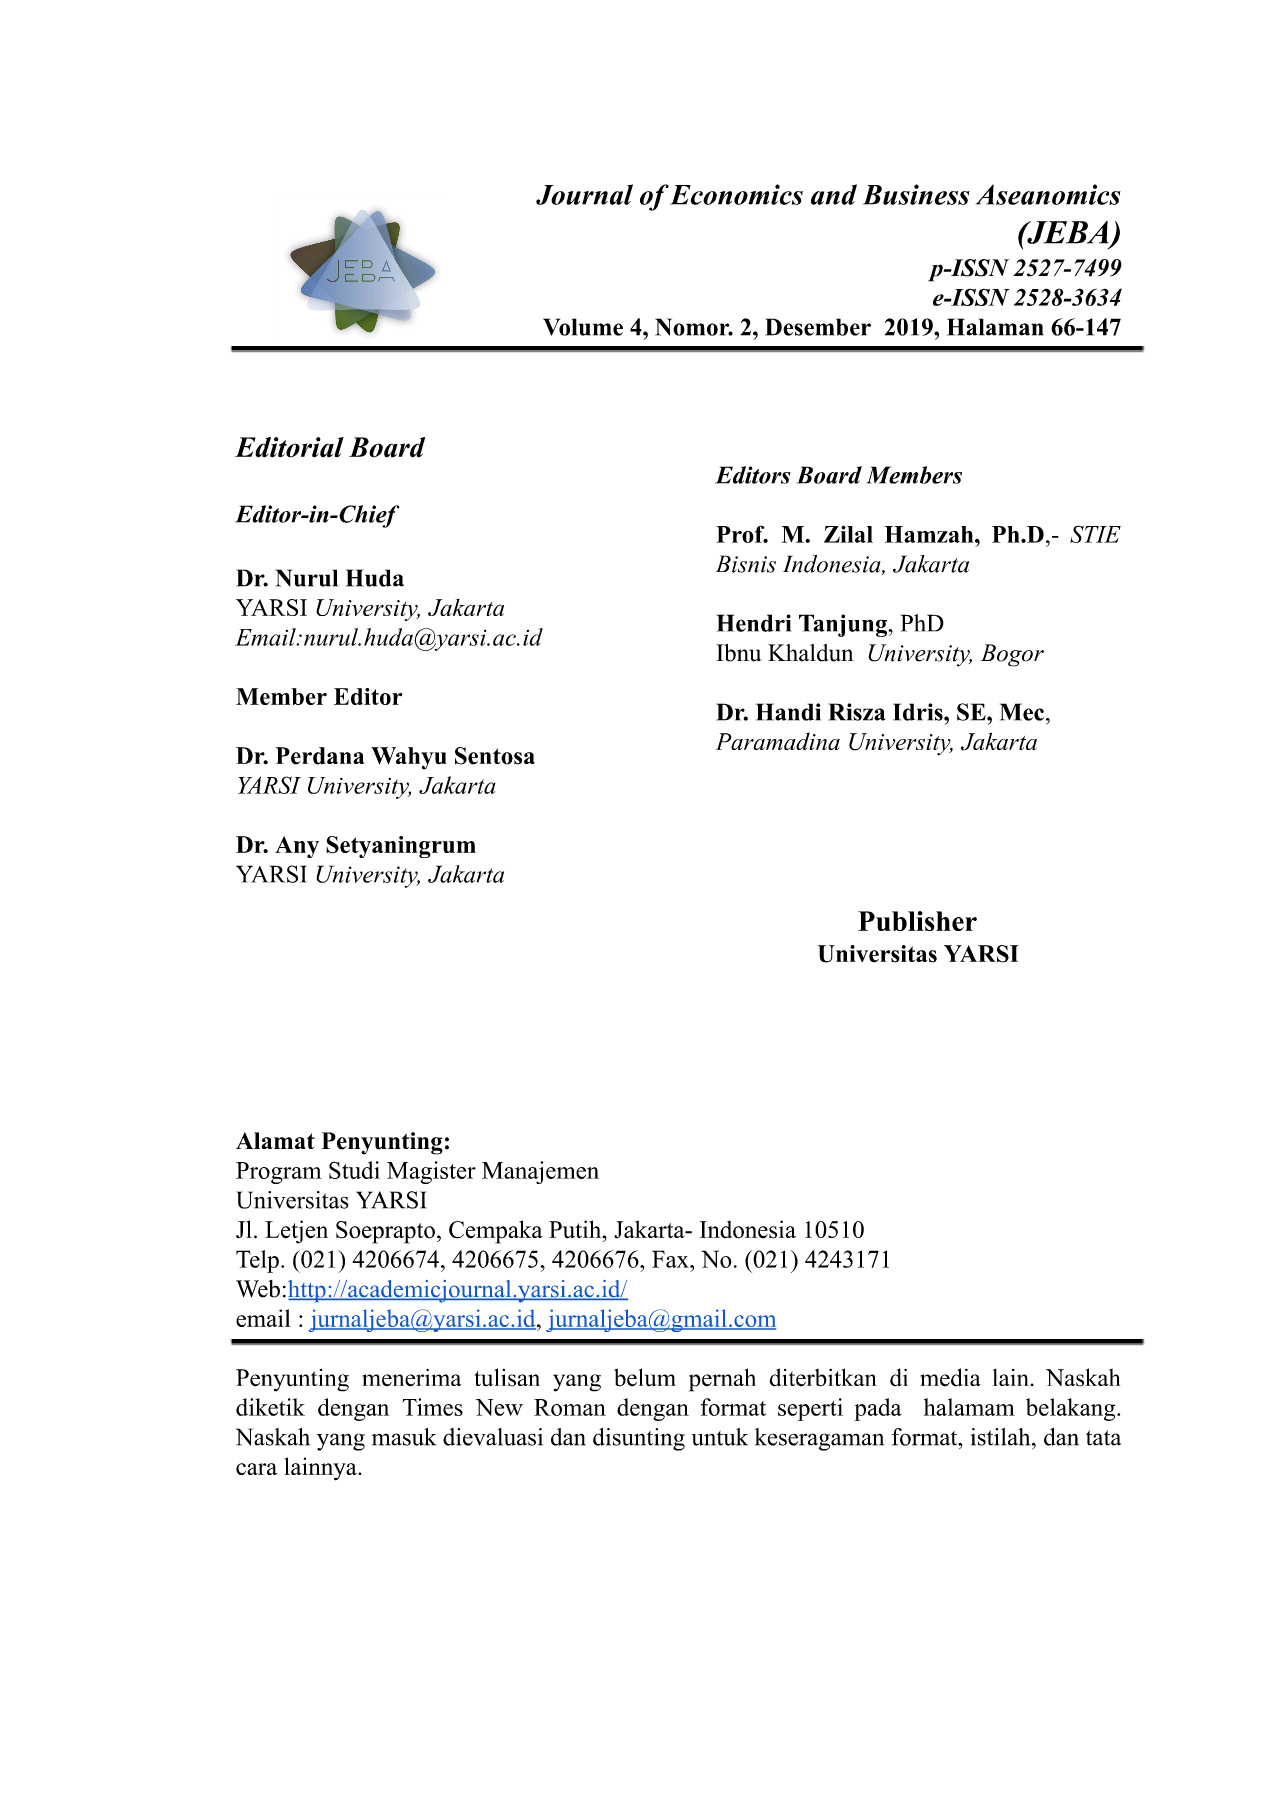 Journal of Economics and Business Aseanomics
(JEBA)
p-ISSN 2527-7499
e-ISSN 2528-3634
Volume 4, Nomor. 2, Desember  2019, Halaman 66-147
JEBA
Editorial Board
Editor-in-Chief
Dr. Nurul Huda
YARSI University, Jakarta
Email:nurul.huda@yarsi.ac.id
Member Editor
Dr. Perdana Wahyu Sentosa
YARSI University, Jakarta
Dr. Any Setyaningrum
YARSI University, Jakarta
Editors Board Members
Prof. M. Zilal Hamzah, Ph.D,- STIE
Bisnis Indonesia, Jakarta
Hendri Tanjung, PhD
Ibnu Khaldun  University, Bogor
Dr. Handi Risza Idris, SE, Mec,
Paramadina University, Jakarta
Publisher
Universitas YARSI
Alamat Penyunting:
Program Studi Magister Manajemen
Universitas YARSI
Jl. Letjen Soeprapto, Cempaka Putih, Jakarta- Indonesia 10510
Telp. (021) 4206674, 4206675, 4206676, Fax, No. (021) 4243171
Web:http://academicjournal.yarsi.ac.id/
email : jurnaljeba@yarsi.ac.id, jurnaljeba@gmail.com
Penyunting menerima tulisan yang belum pernah diterbitkan di media lain. Naskah
diketik dengan Times New Roman dengan format seperti pada  halamam belakang.
Naskah yang masuk dievaluasi dan disunting untuk keseragaman format, istilah, dan tata
cara lainnya.